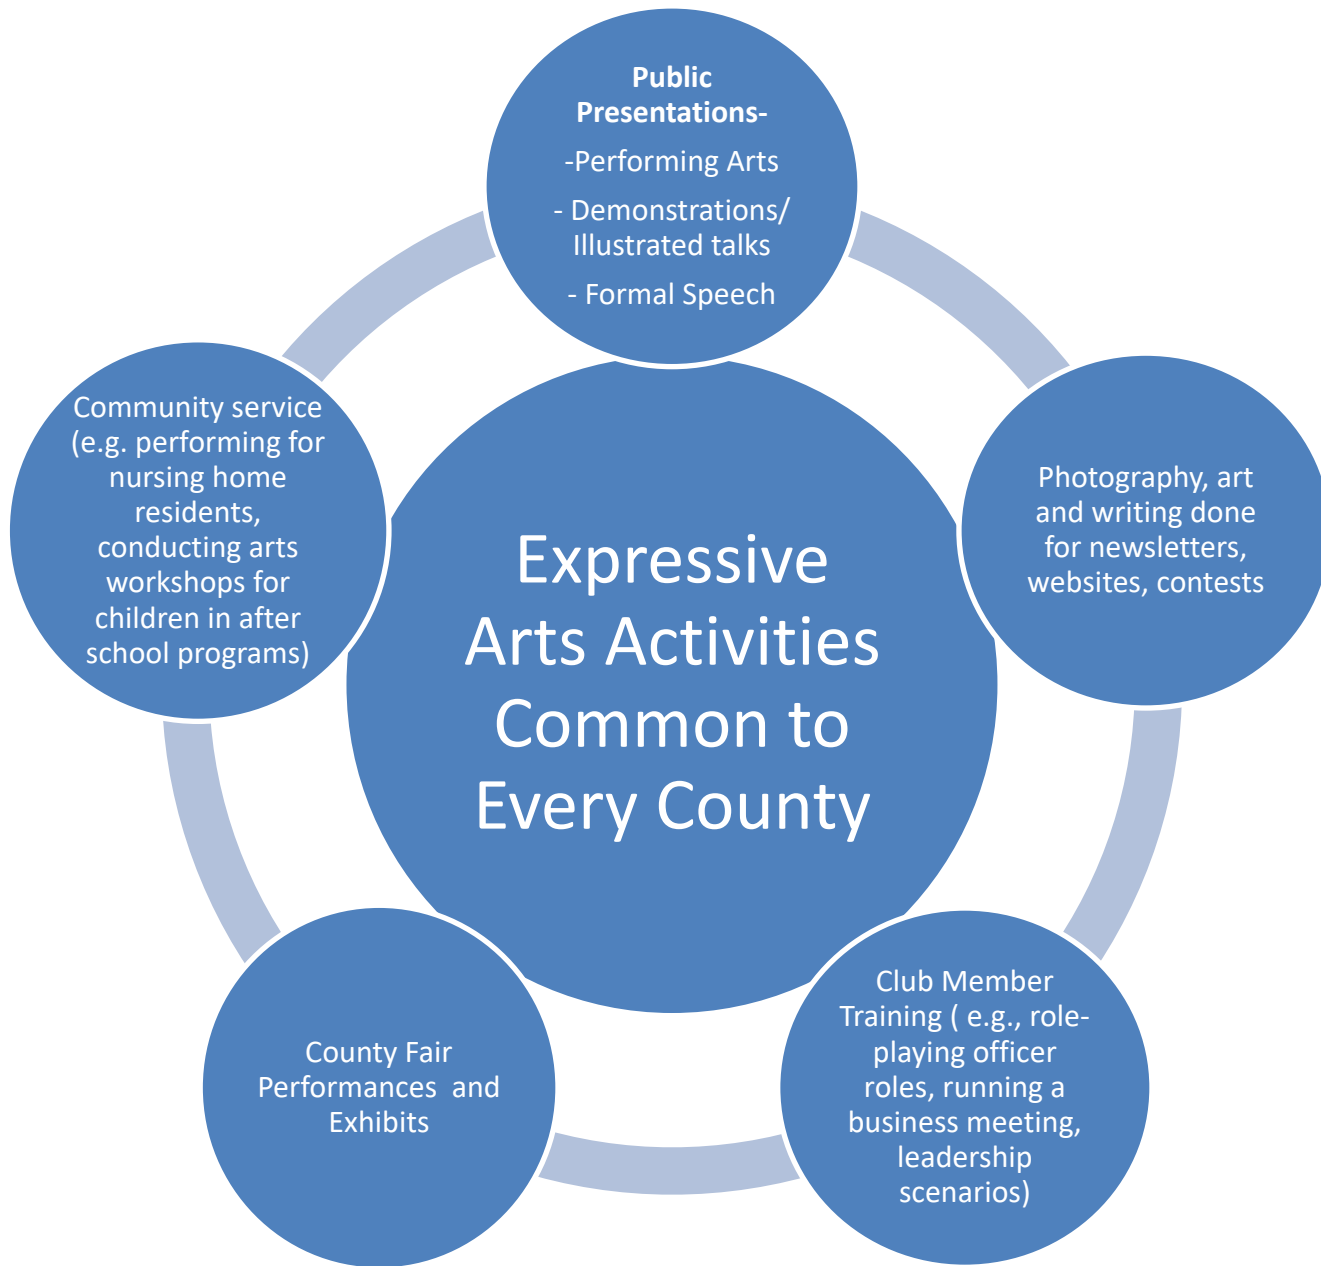 Public
Presentations-
-Performing Arts
- Demonstrations/
Illustrated talks
- Formal Speech
Photography, art
and writing done
for newsletters,
websites, contests
Club Member
Training ( e.g., role-
playing officer
roles, running a
business meeting,
leadership
scenarios)
County Fair
Performances  and
Exhibits
Community service
(e.g. performing for
nursing home
residents,
conducting arts
workshops for
children in after
school programs)
Expressive
Arts Activities
Common to
Every County